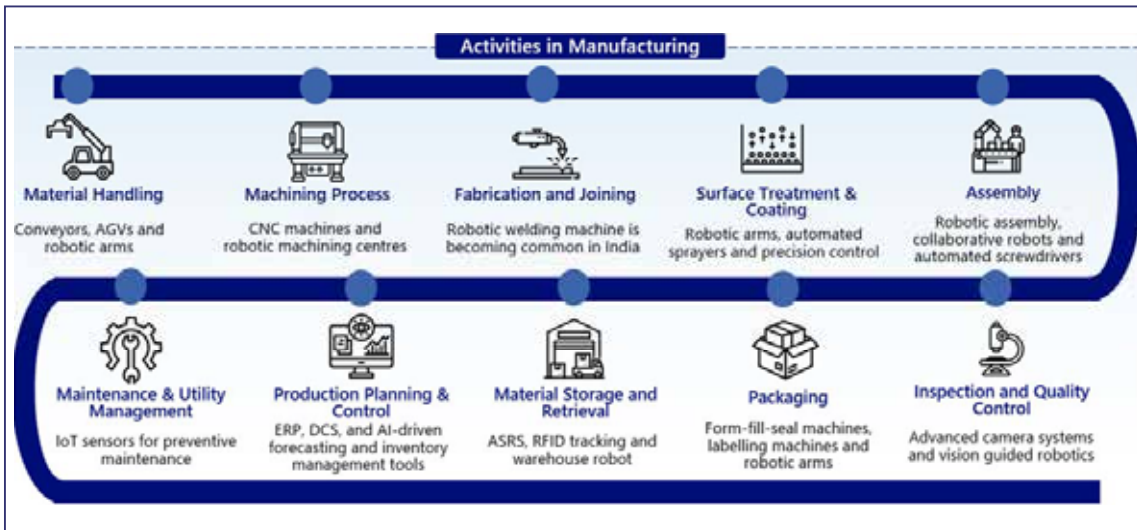 Activities in Manufacturing
Material Handling
Conveyors, AGVs and
robotic arms
Machining Process
CNC machines and
robotic machining centres
Fabrication and Joining
Robotic welding machine is
becoming common in India
Surface Treatment &
Coating
Robotic arms, automated
sprayers and precision control
Assembly
Robotic assembly,
collaborative robots and
automated screwdrivers
Maintenance & Utility
Management
IoT sensors for preventive
maintenance
Production Planning &
Control
ERP, DCS, and AI-driven
forecasting and inventory
management tools
Material Storage and
Retrieval
ASRS, RFID tracking and
warehouse robot
Packaging
Form-fill-seal machines,
labelling machines and
robotic arms
Inspection and Quality
Control
Advanced camera systems
and vision guided robotics